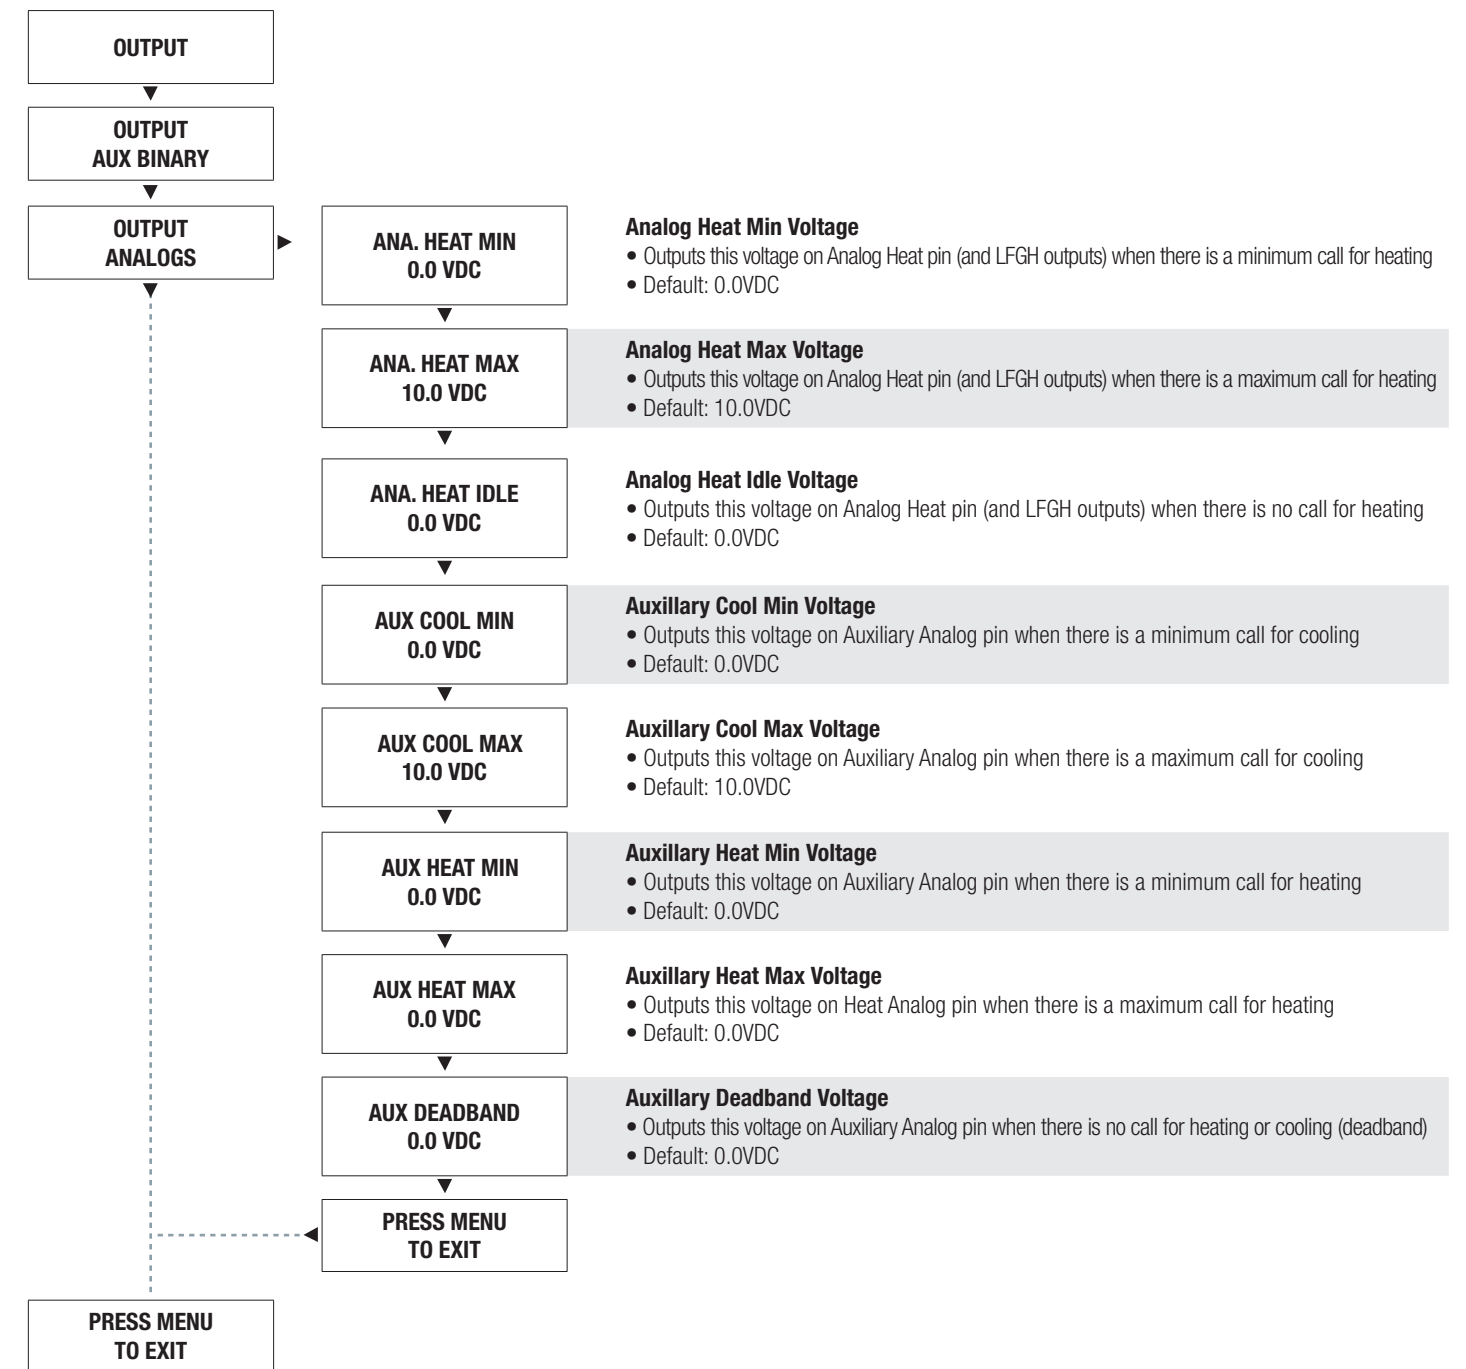 OUTPUT
OUTPUT
AUX BINARY
OUTPUT
ANALOGS
ANA. HEAT MIN
0.0 VDC
Analog Heat Min Voltage
• Outputs this voltage on Analog Heat pin (and LFGH outputs) when there is a minimum call for heating
• Default: 0.0VDC
ANA. HEAT MAX
10.0 VDC
Analog Heat Max Voltage
• Outputs this voltage on Analog Heat pin (and LFGH outputs) when there is a maximum call for heating
• Default: 10.0VDC
ANA. HEAT IDLE
0.0 VDC
Analog Heat Idle Voltage
• Outputs this voltage on Analog Heat pin (and LFGH outputs) when there is no call for heating
• Default: 0.0VDC
AUX COOL MIN
0.0 VDC
Auxillary Cool Min Voltage
• Outputs this voltage on Auxiliary Analog pin when there is a minimum call for cooling
• Default: 0.0VDC
AUX COOL MAX
10.0 VDC
Auxillary Cool Max Voltage
• Outputs this voltage on Auxiliary Analog pin when there is a maximum call for cooling
• Default: 10.0VDC
AUX HEAT MIN
0.0 VDC
Auxillary Heat Min Voltage
• Outputs this voltage on Auxiliary Analog pin when there is a minimum call for heating
• Default: 0.0VDC
AUX HEAT MAX
0.0 VDC
Auxillary Heat Max Voltage
• Outputs this voltage on Heat Analog pin when there is a maximum call for heating
• Default: 0.0VDC
AUX DEADBAND
0.0 VDC
Auxillary Deadband Voltage
• Outputs this voltage on Auxiliary Analog pin when there is no call for heating or cooling (deadband)
• Default: 0.0VDC
PRESS MENU
TO EXIT
PRESS MENU
TO EXIT